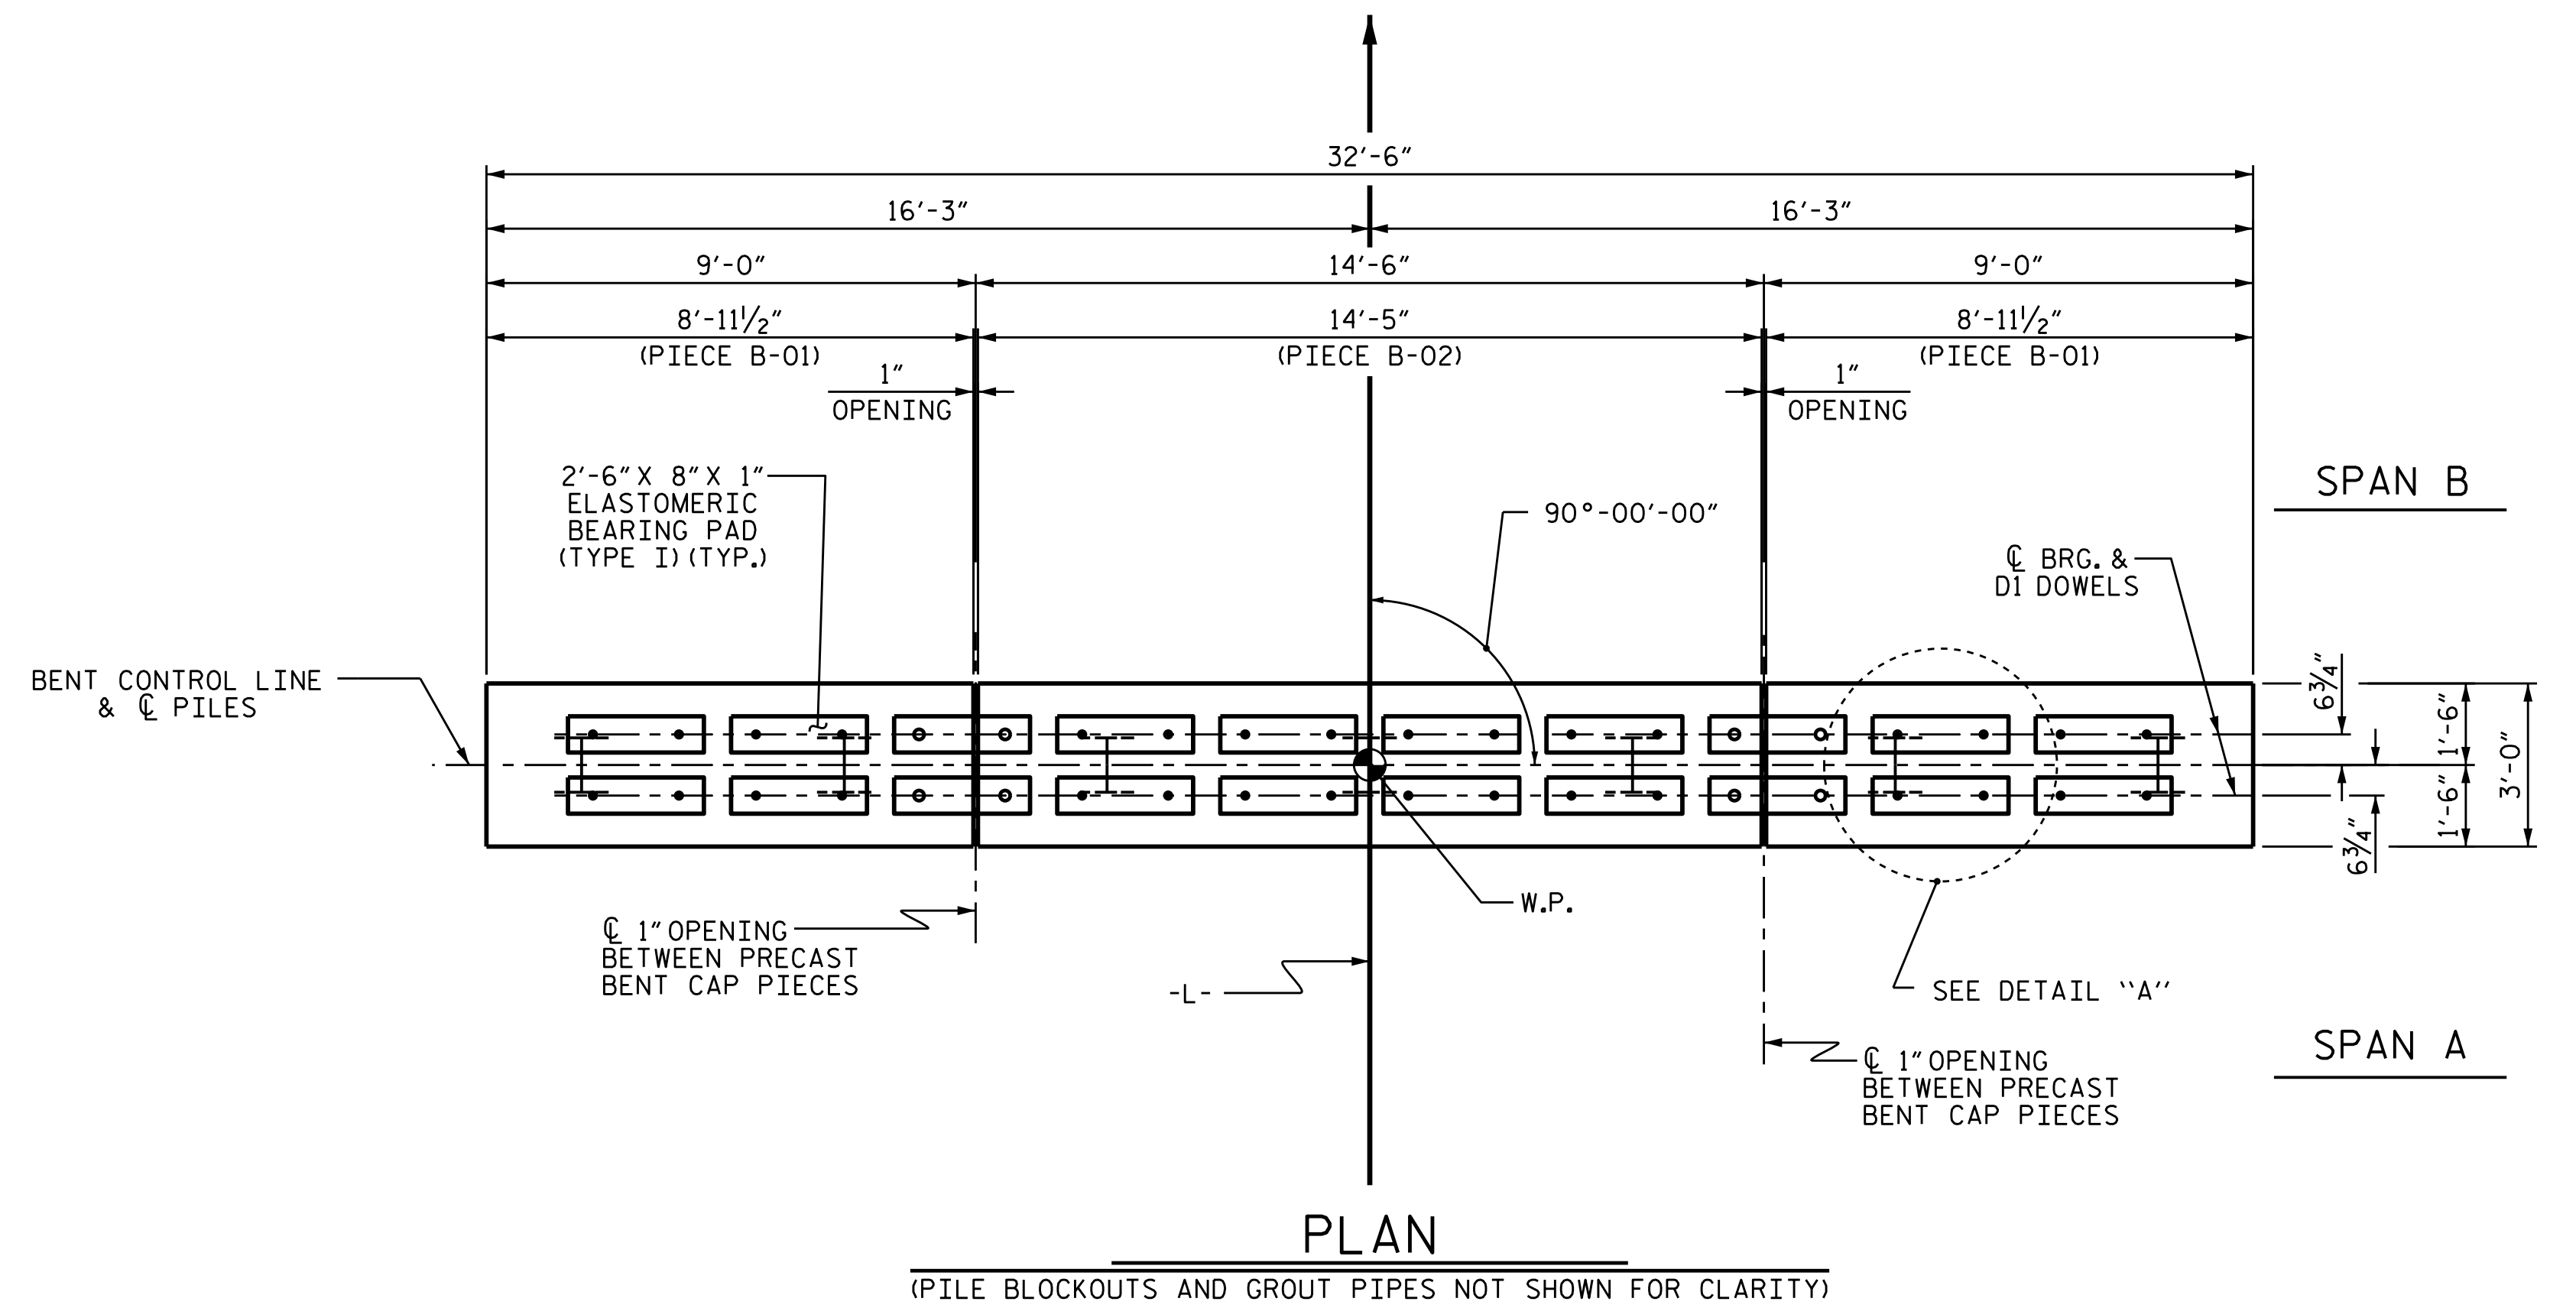 32'-6"
16'-3" 16'-3"
9'-0" 14'-6" 9'-0"
8'-11½" 14'-5" 8'-11½"
(PIECE B-01) (PIECE B-02) (PIECE B-01)
1" 1"
OPENING OPENING
2'-6" X 8" X 1"
ELASTOMERIC
BEARING PAD
(TYPE I)(TYP.)
90°-00'-00"
SPAN B
℄ BRG. &
D1 DOWELS
BENT CONTROL LINE
& ℄ PILES
6¾"
1'-6"
3'-0"
1'-6"
6¾"
W.P.
℄ 1" OPENING
BETWEEN PRECAST
BENT CAP PIECES
-L-
SEE DETAIL "A"
SPAN A
℄ 1" OPENING
BETWEEN PRECAST
BENT CAP PIECES
PLAN
(PILE BLOCKOUTS AND GROUT PIPES NOT SHOWN FOR CLARITY)